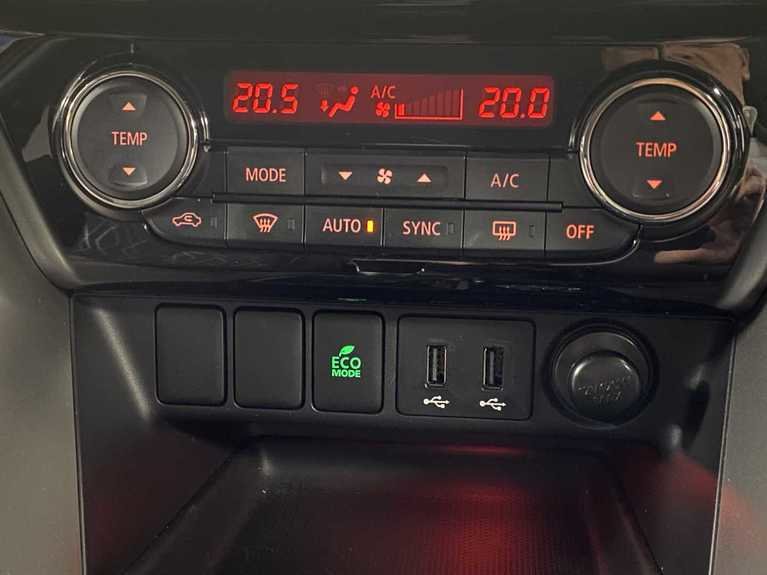 20.5 A/C 20.0
TEMP
MODE
A/C
TEMP
AUTO
SYNC
OFF
ECO
MODE